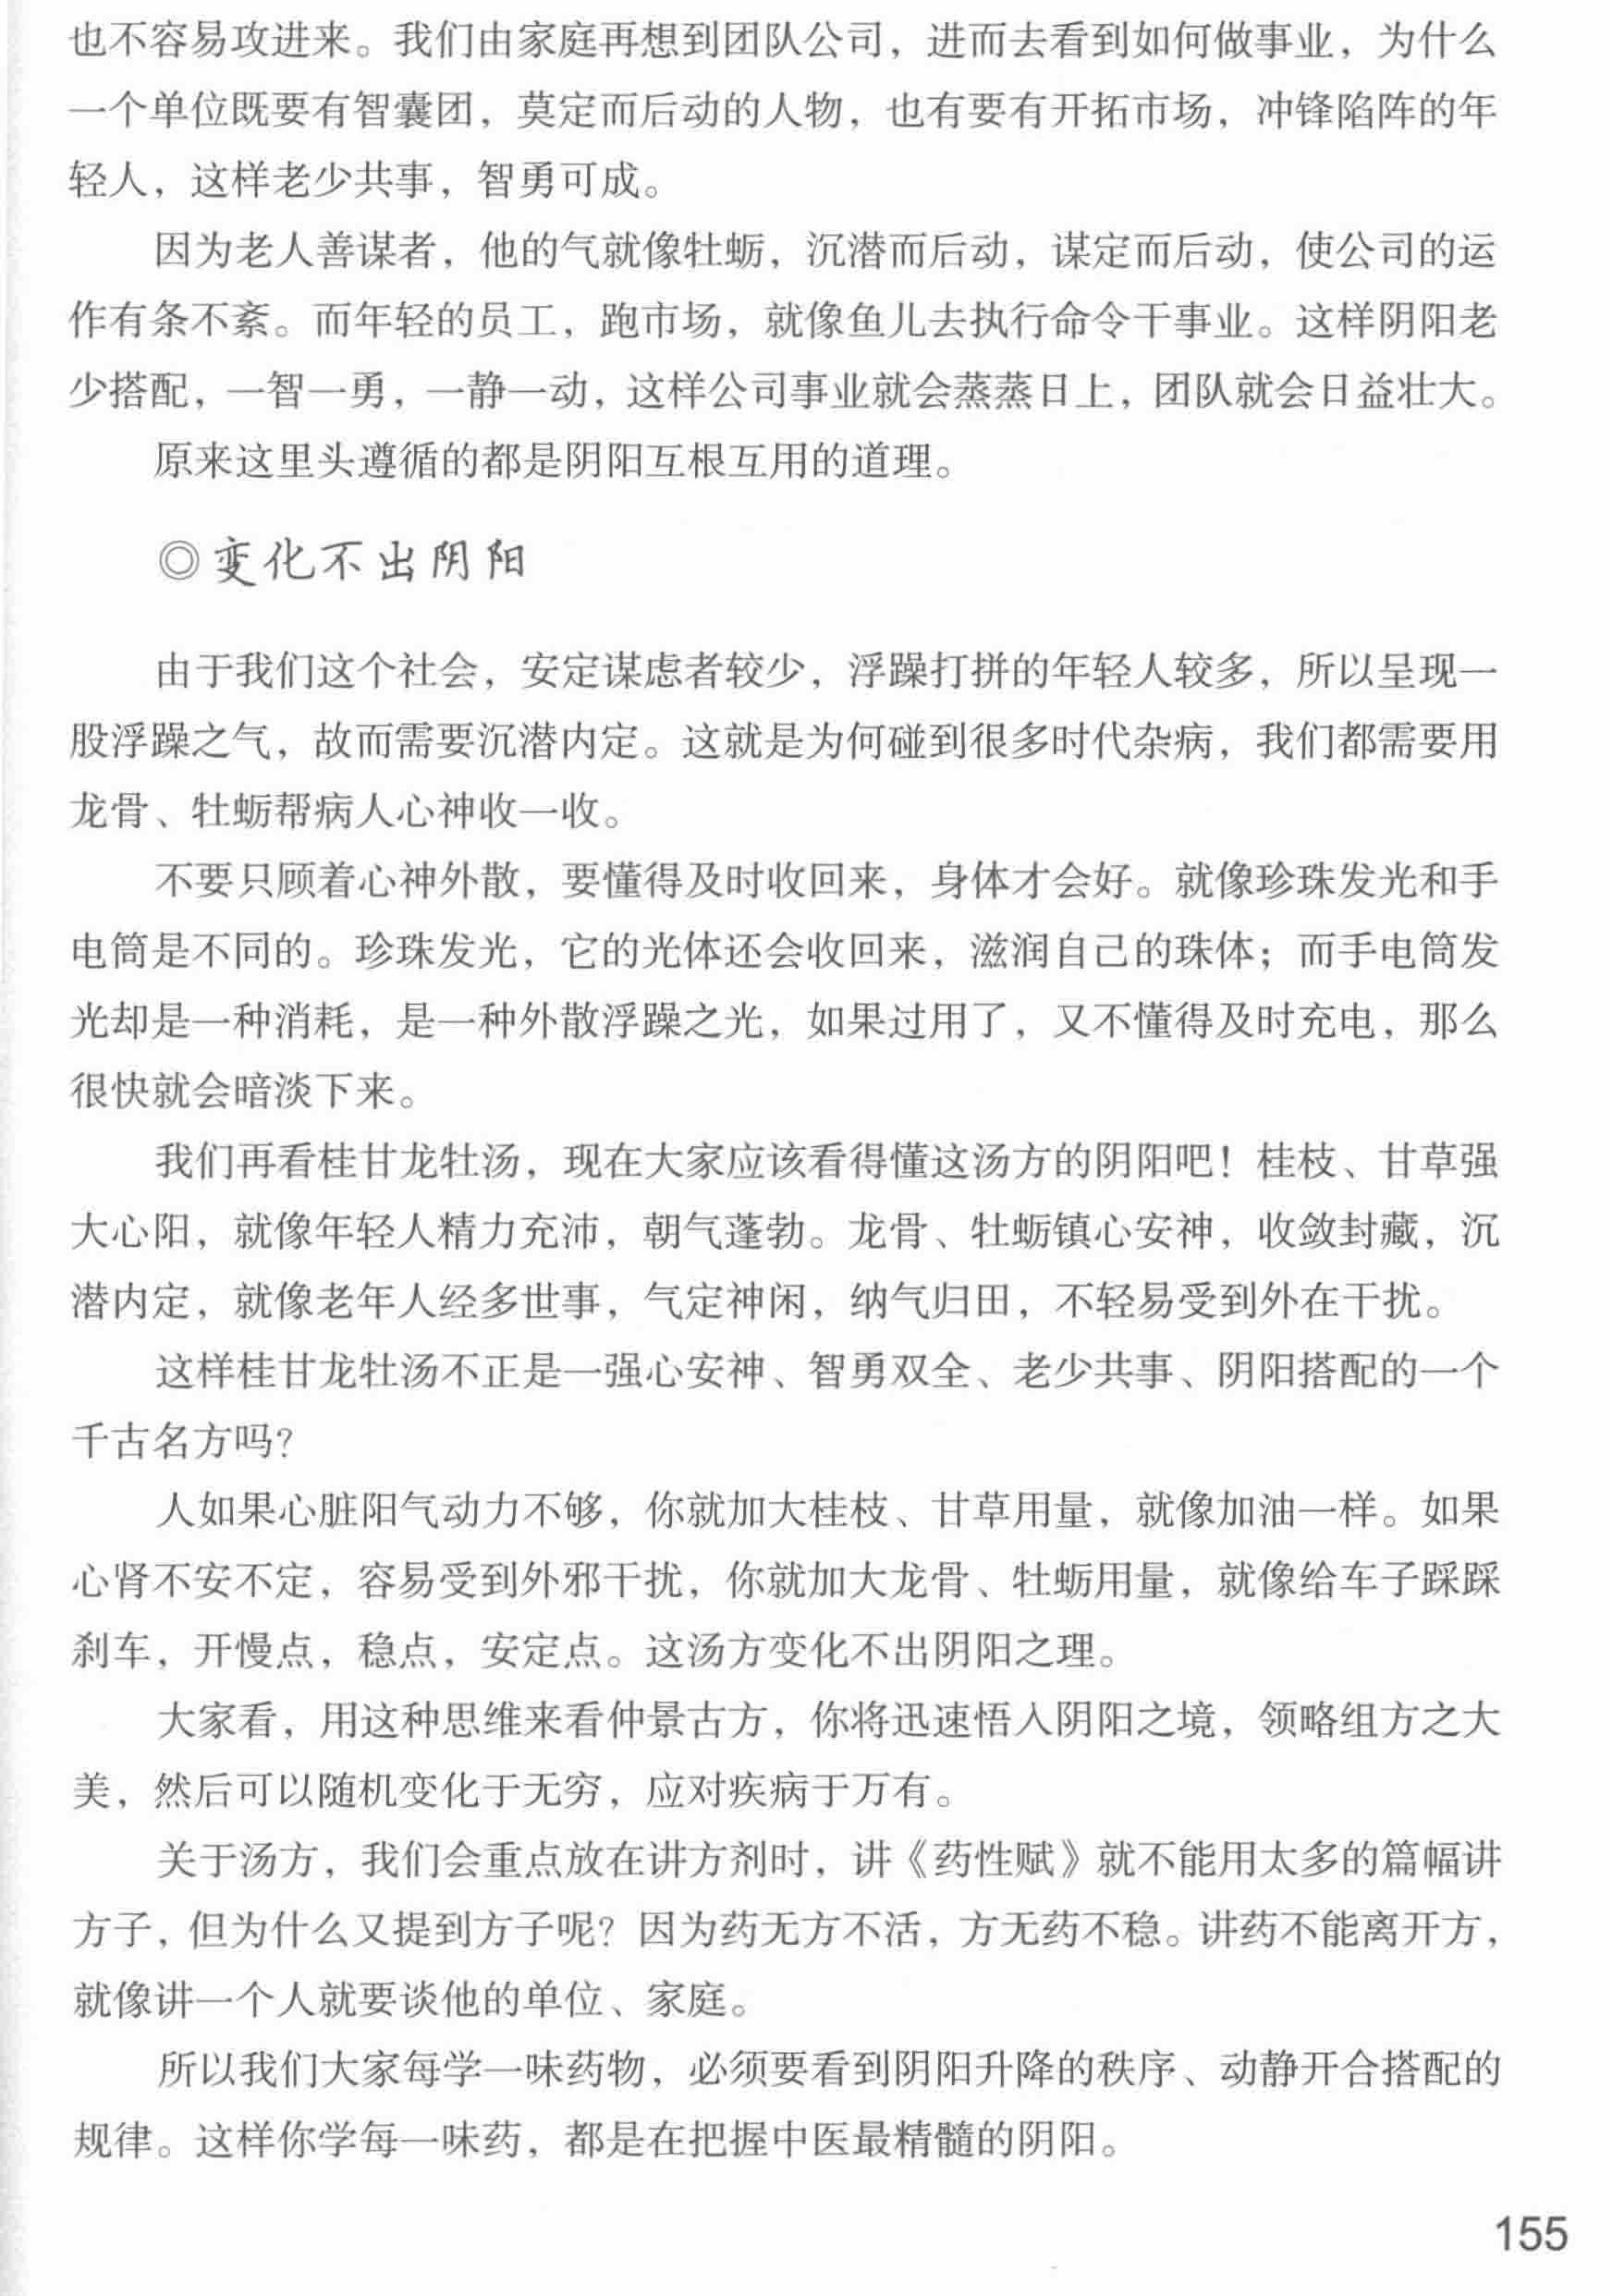 也不容易攻进来。我们由家庭再想到团队公司，进而去看到如何做事业，为什么
一个单位既要有智囊团，莫定而后动的人物，也有要有开拓市场，冲锋陷阵的年
轻人，这样老少共事，智勇可成。
因为老人善谋者，他的气就像牡蛎，沉潜而后动，谋定而后动，使公司的运
作有条不紊。而年轻的员工，跑市场，就像鱼儿去执行命令干事业。这样阴阳老
少搭配，一智一勇，一静一动，这样公司事业就会蒸蒸日上，团队就会日益壮大。
原来这里头遵循的都是阴阳互根互用的道理。
◎变化不出阴阳
由于我们这个社会，安定谋虑者较少，浮躁打拼的年轻人较多，所以呈现一
股浮躁之气，故而需要沉潜内定。这就是为何碰到很多时代杂病，我们都需要用
龙骨、牡蛎帮病人心神收一收。
不要只顾着心神外散，要懂得及时收回来，身体才会好。就像珍珠发光和手
电筒是不同的。珍珠发光，它的光体还会收回来，滋润自己的珠体；而手电筒发
光却是一种消耗，是一种外散浮躁之光，如果过用了，又不懂得及时充电，那么
很快就会暗淡下来。
我们再看桂甘龙牡汤，现在大家应该看得懂这汤方的阴阳吧！桂枝、甘草强
大心阳，就像年轻人精力充沛，朝气蓬勃。龙骨、牡蛎镇心安神，收敛封藏，沉
潜内定，就像老年人经多世事，气定神闲，纳气归田，不轻易受到外在干扰。
这样桂甘龙牡汤不正是一强心安神、智勇双全、老少共事、阴阳搭配的一个
千古名方吗？
人如果心脏阳气动力不够，你就加大桂枝、甘草用量，就像加油一样。如果
心肾不安不定，容易受到外邪干扰，你就加大龙骨、牡蛎用量，就像给车子踩踩
刹车，开慢点，稳点，安定点。这汤方变化不出阴阳之理。
大家看，用这种思维来看仲景古方，你将迅速悟入阴阳之境，领略组方之大
美，然后可以随机变化于无穷，应对疾病于万有。
关于汤方，我们会重点放在讲方剂时，讲《药性赋》就不能用太多的篇幅讲
方子，但为什么又提到方子呢？因为药无方不活，方无药不稳。讲药不能离开方，
就像讲一个人就要谈他的单位、家庭。
所以我们大家每学一味药物，必须要看到阴阳升降的秩序、动静开合搭配的
规律。这样你学每一味药，都是在把握中医最精髓的阴阳。
155